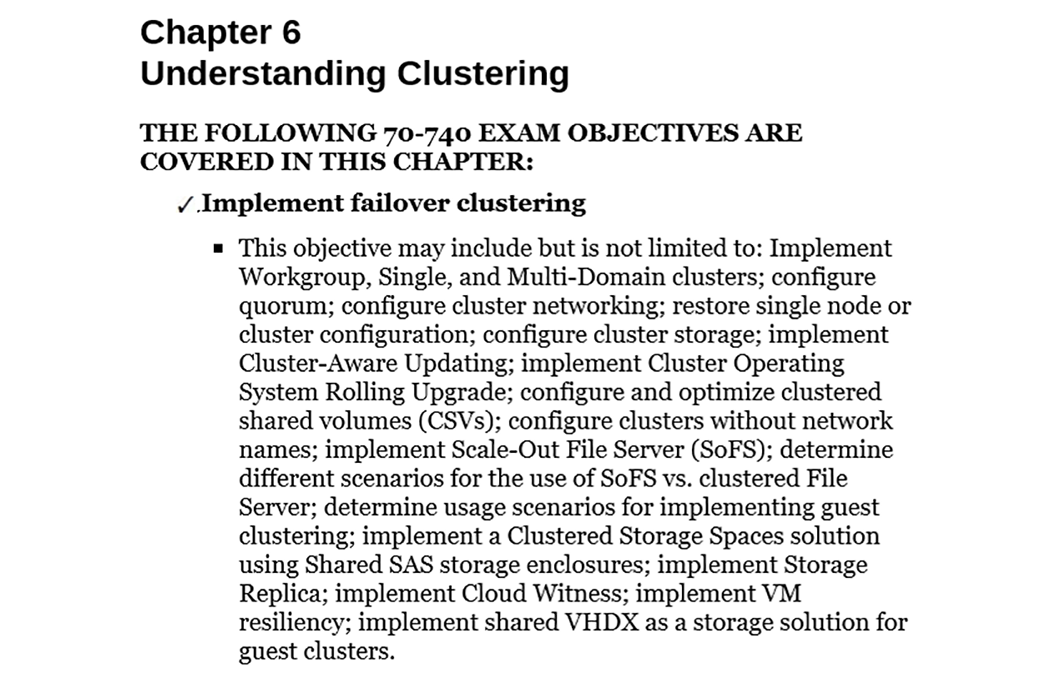 Chapter 6
Understanding Clustering
THE FOLLOWING 70-740 EXAM OBJECTIVES ARE
COVERED IN THIS CHAPTER:
✓.Implement failover clustering
▪ This objective may include but is not limited to: Implement
Workgroup, Single, and Multi-Domain clusters; configure
quorum; configure cluster networking; restore single node or
cluster configuration; configure cluster storage; implement
Cluster-Aware Updating; implement Cluster Operating
System Rolling Upgrade; configure and optimize clustered
shared volumes (CSVs); configure clusters without network
names; implement Scale-Out File Server (SoFS); determine
different scenarios for the use of SoFS vs. clustered File
Server; determine usage scenarios for implementing guest
clustering; implement a Clustered Storage Spaces solution
using Shared SAS storage enclosures; implement Storage
Replica; implement Cloud Witness; implement VM
resiliency; implement shared VHDX as a storage solution for
guest clusters.